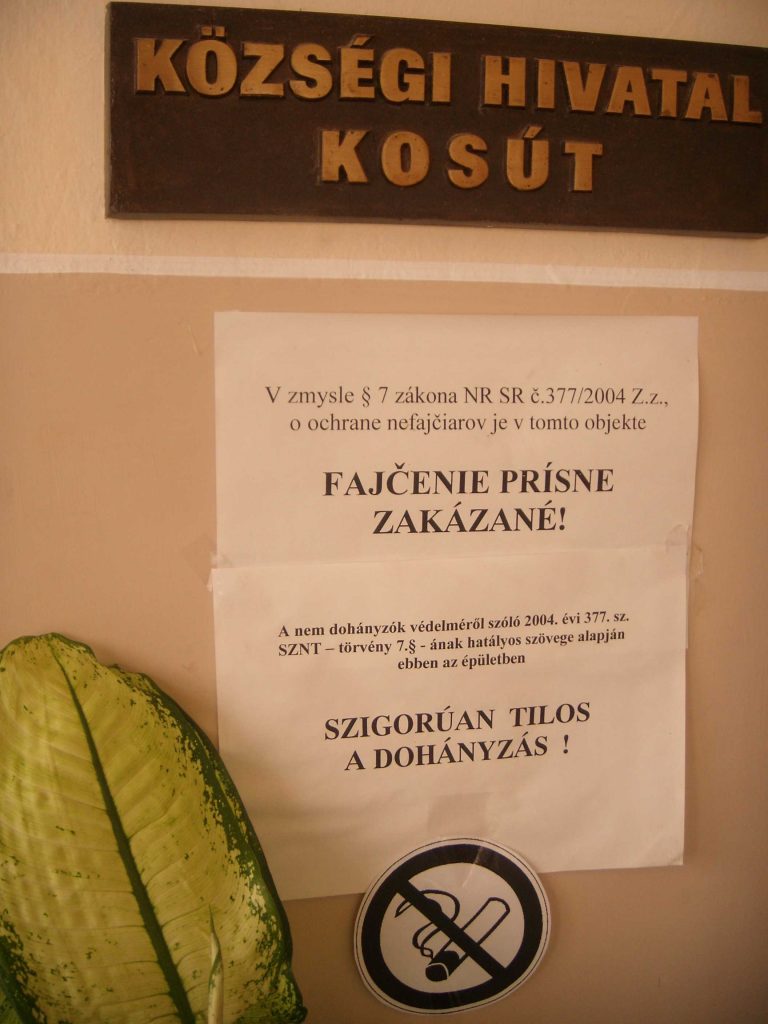 KÖZSÉGI HIVATAL
KOSÚT
V zmysle § 7 zákona NR SR č.377/2004 Z.z.,
o ochrane nefajčiarov je v tomto objekte
FAJČENIE PRÍSNE
ZAKÁZANÉ!
A nem dohányzók védelméről szóló 2004. évi 377. sz.
SZNT – törvény 7.§ - ának hatályos szövege alapján
ebben az épületben
SZIGORÚAN TILOS
A DOHÁNYZÁS !